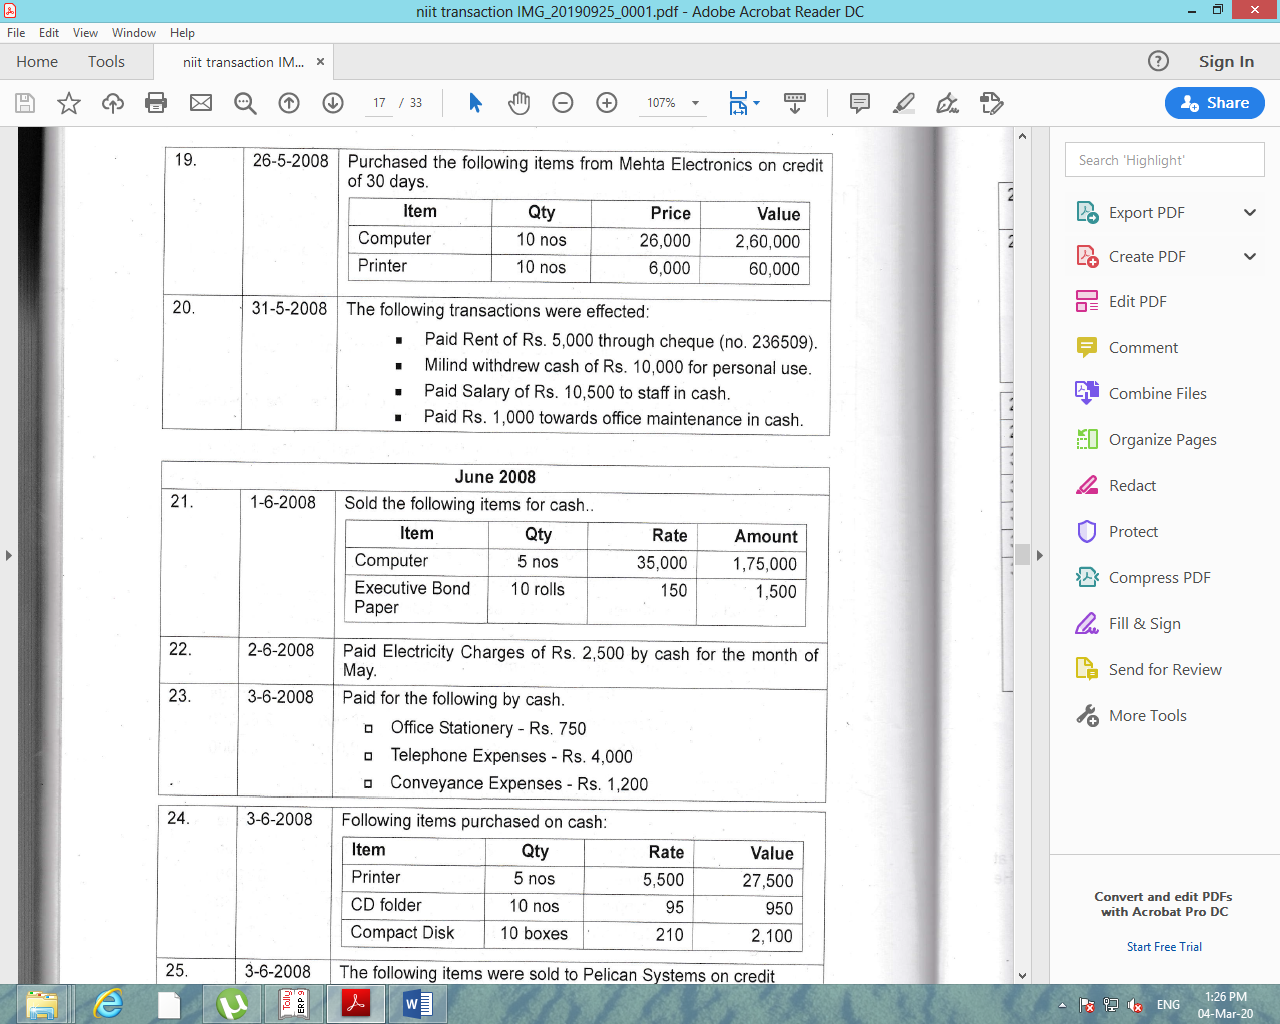 niit transaction IMG_20190925_0001.pdf - Adobe Acrobat Reader DC
File Edit View Window Help
Home Tools niit transaction IM... × Sign In
17 / 33 107% Share
19. 26-5-2008 Purchased the following items from Mehta Electronics on credit
of 30 days.
Item Qty Price Value
Computer 10 nos 26,000 2,60,000
Printer 10 nos 6,000 60,000
20. 31-5-2008 The following transactions were effected:
▪ Paid Rent of Rs. 5,000 through cheque (no. 236509).
▪ Milind withdrew cash of Rs. 10,000 for personal use.
▪ Paid Salary of Rs. 10,500 to staff in cash.
▪ Paid Rs. 1,000 towards office maintenance in cash.
June 2008
21. 1-6-2008 Sold the following items for cash..
Item Qty Rate Amount
Computer 5 nos 35,000 1,75,000
Executive Bond 10 rolls 150 1,500
Paper
22. 2-6-2008 Paid Electricity Charges of Rs. 2,500 by cash for the month of
May.
23. 3-6-2008 Paid for the following by cash.
Office Stationery - Rs. 750
Telephone Expenses - Rs. 4,000
Conveyance Expenses - Rs. 1,200
24. 3-6-2008 Following items purchased on cash:
Item Qty Rate Value
Printer 5 nos 5,500 27,500
CD folder 10 nos 95 950
Compact Disk 10 boxes 210 2,100
25. 3-6-2008 The following items were sold to Pelican Systems on credit
Search 'Highlight'
Export PDF
Create PDF
Edit PDF
Comment
Combine Files
Organize Pages
Redact
Protect
Compress PDF
Fill & Sign
Send for Review
More Tools
Convert and edit PDFs
with Acrobat Pro DC
Start Free Trial
Tally ERP 9
ENG 1:26 PM
04-Mar-20